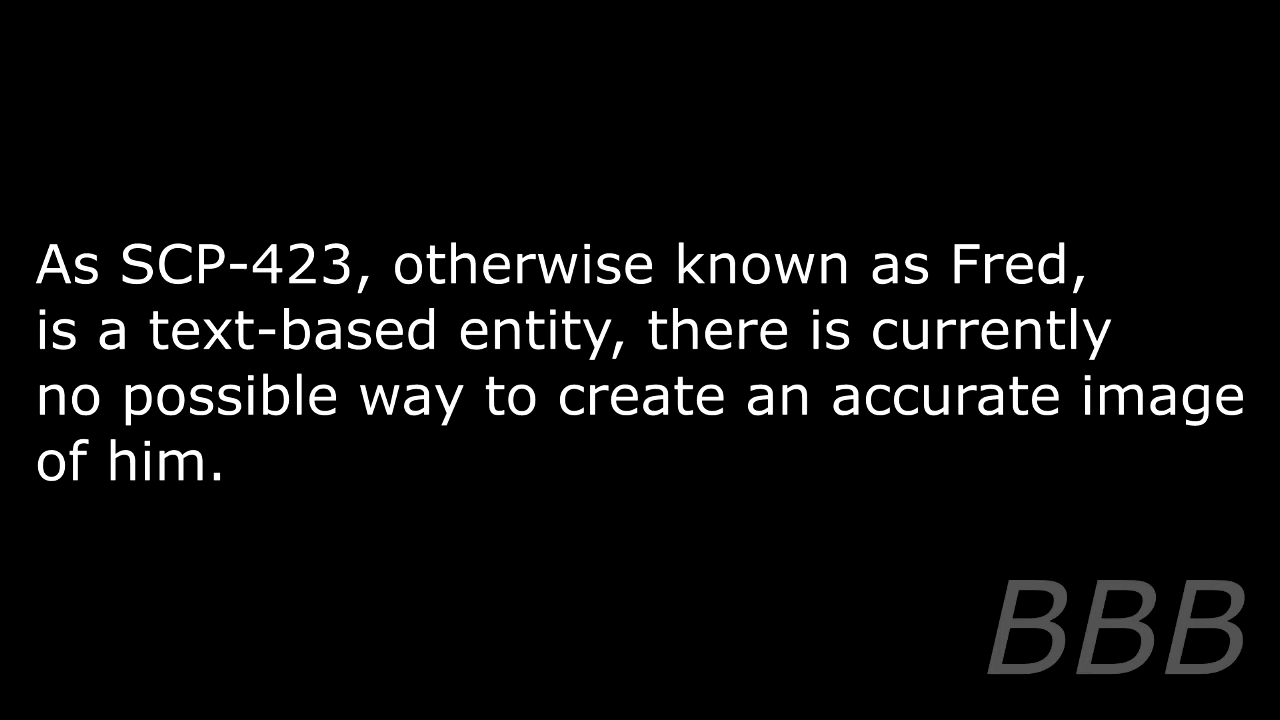 As SCP-423, otherwise known as Fred,
is a text-based entity, there is currently
no possible way to create an accurate image
of him.
BBB